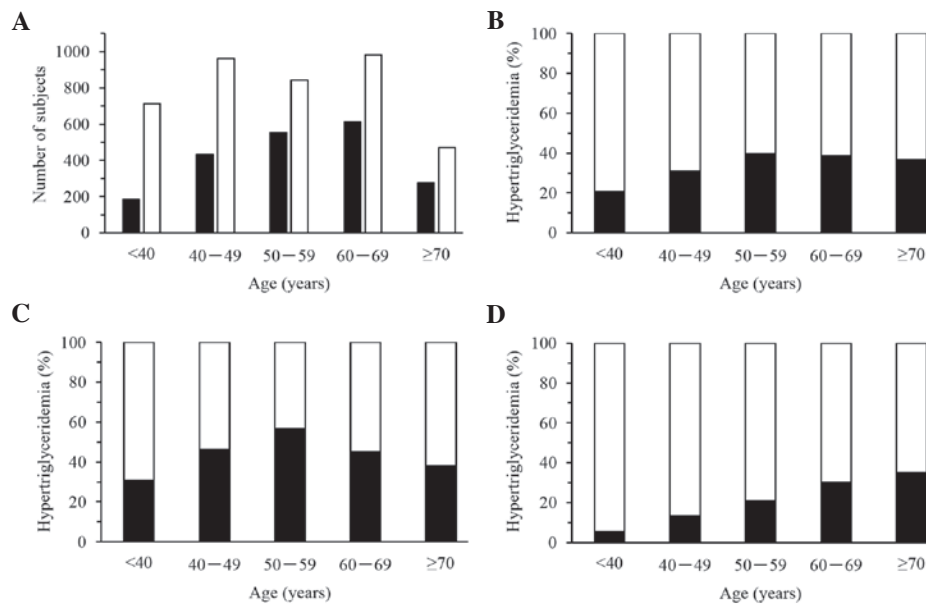 A
Number of subjects
1000
800
600
400
200
0
<40 40－49 50－59 60－69 ≥70
Age (years)
B
Hypertriglyceridemia (%)
100
80
60
40
20
0
<40 40－49 50－59 60－69 ≥70
Age (years)
C
Hypertriglyceridemia (%)
100
80
60
40
20
0
<40 40－49 50－59 60－69 ≥70
Age (years)
D
Hypertriglyceridemia (%)
100
80
60
40
20
0
<40 40－49 50－59 60－69 ≥70
Age (years)